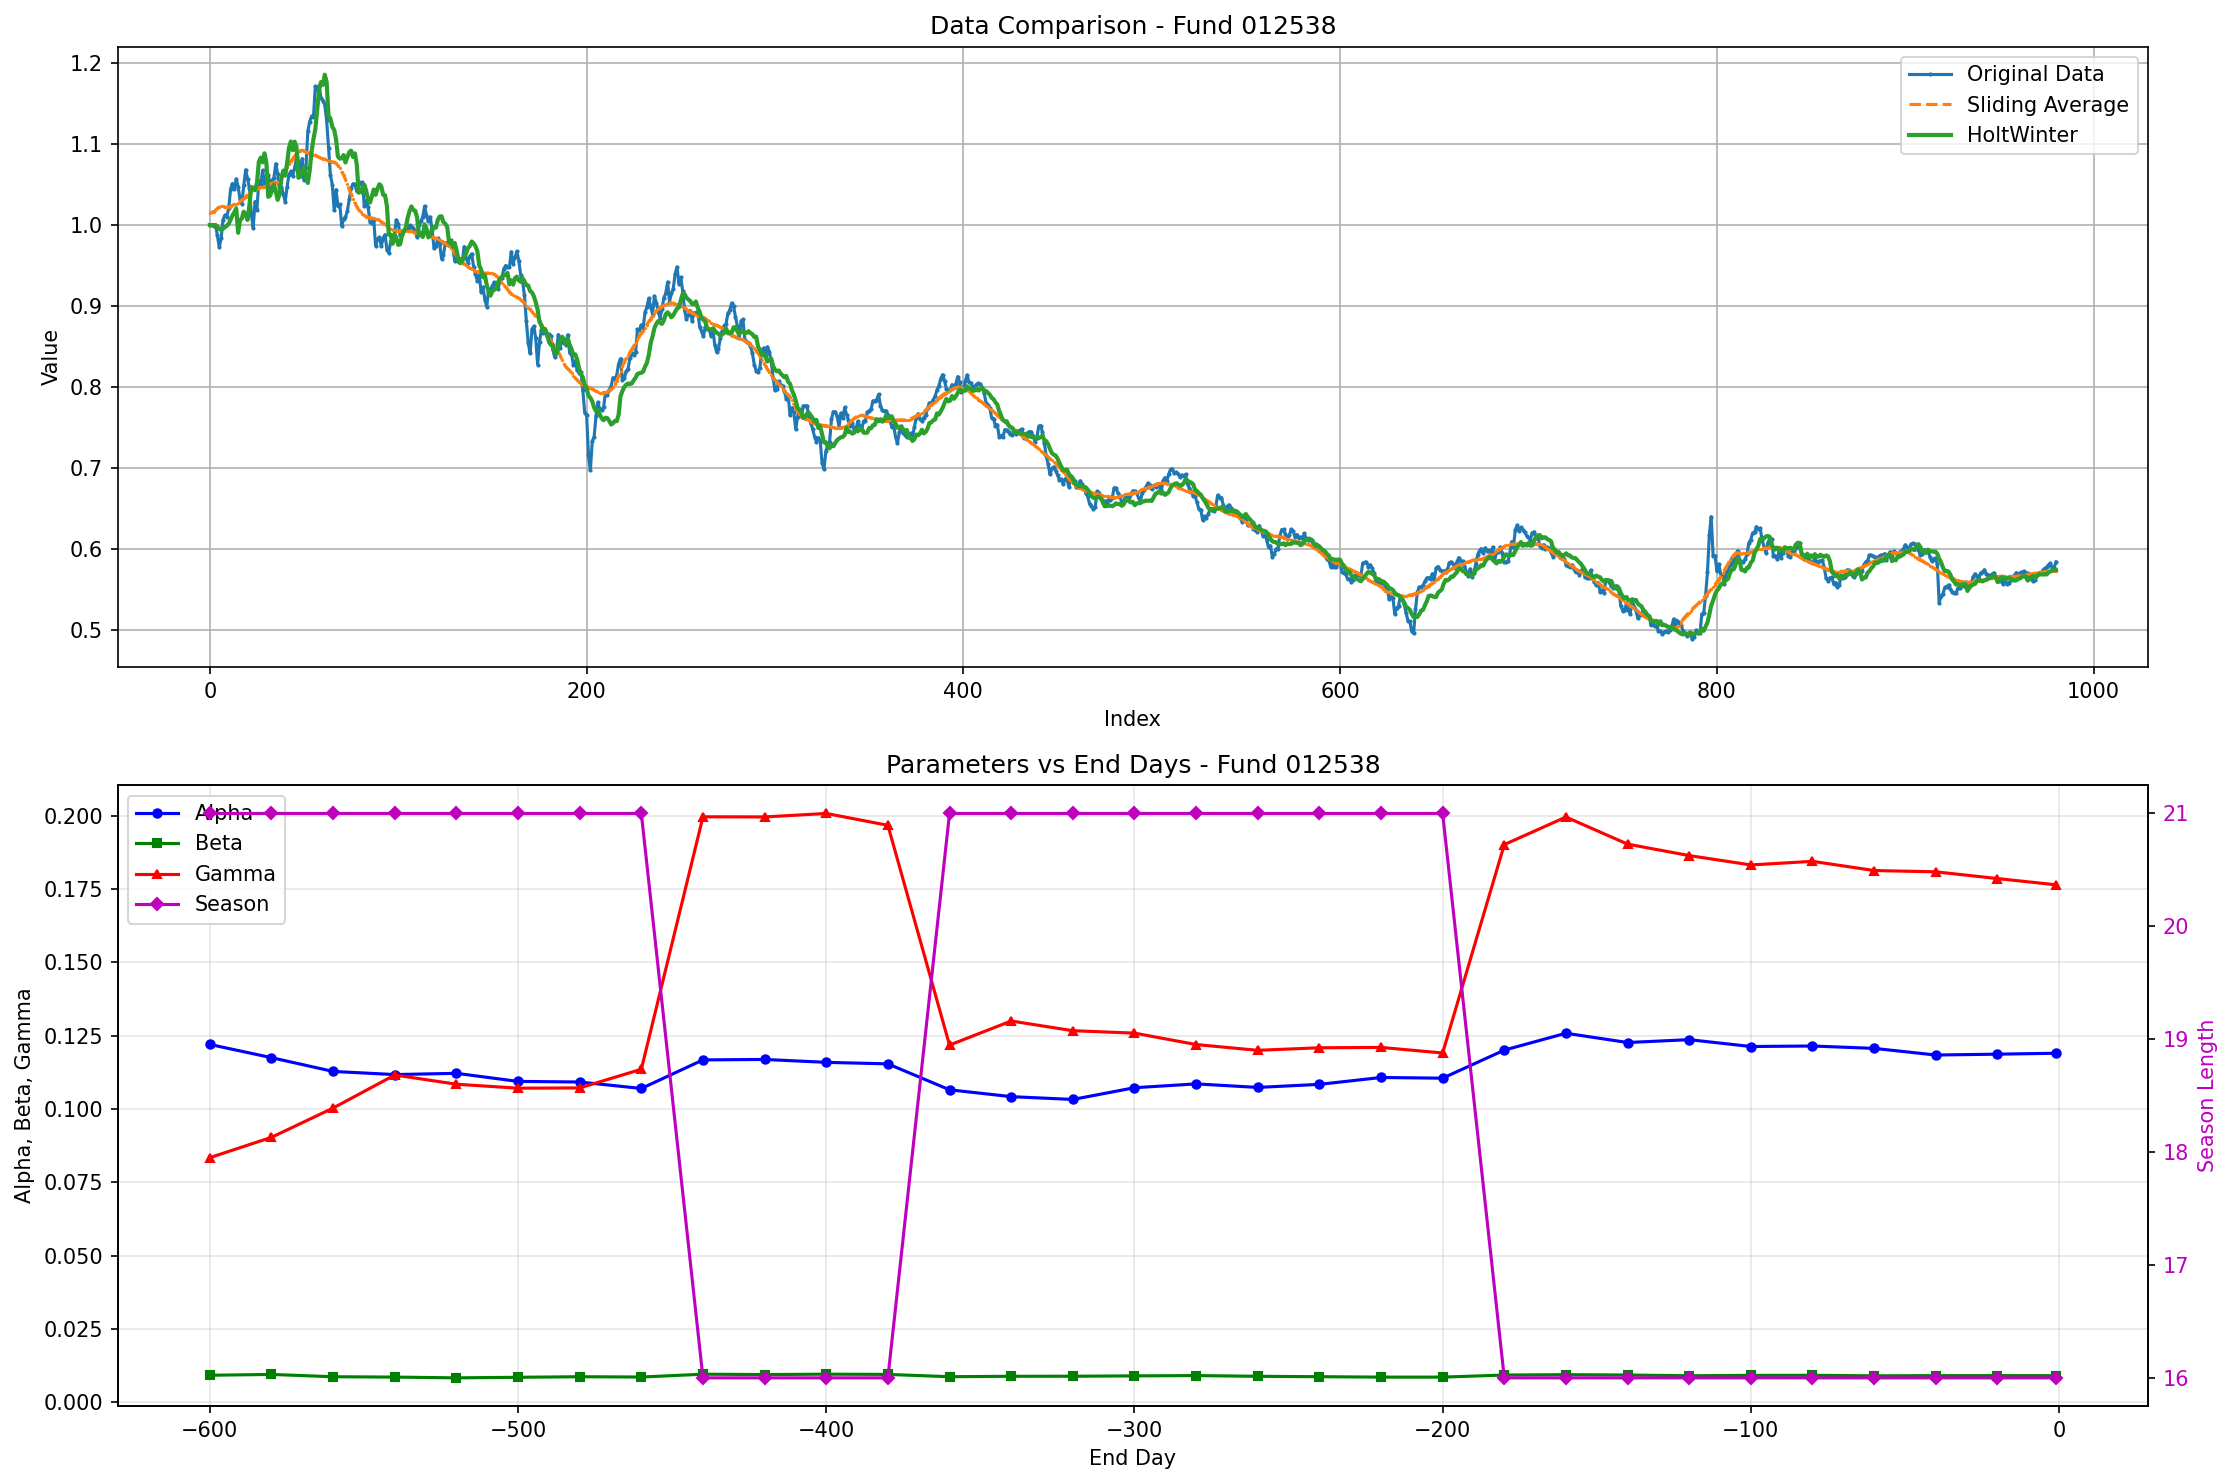 Data Comparison - Fund 012538
1.2
1.1
1.0
0.9
0.8
0.7
0.6
0.5
Value
Original Data
Sliding Average
HoltWinter
0
200
400
600
800
1000
Index
Parameters vs End Days - Fund 012538
0.200
0.175
0.150
0.125
0.100
0.075
0.050
0.025
0.000
Alpha, Beta, Gamma
Alpha
Beta
Gamma
Season
21
20
19
18
17
16
Season Length
−600
−500
−400
−300
−200
−100
0
End Day